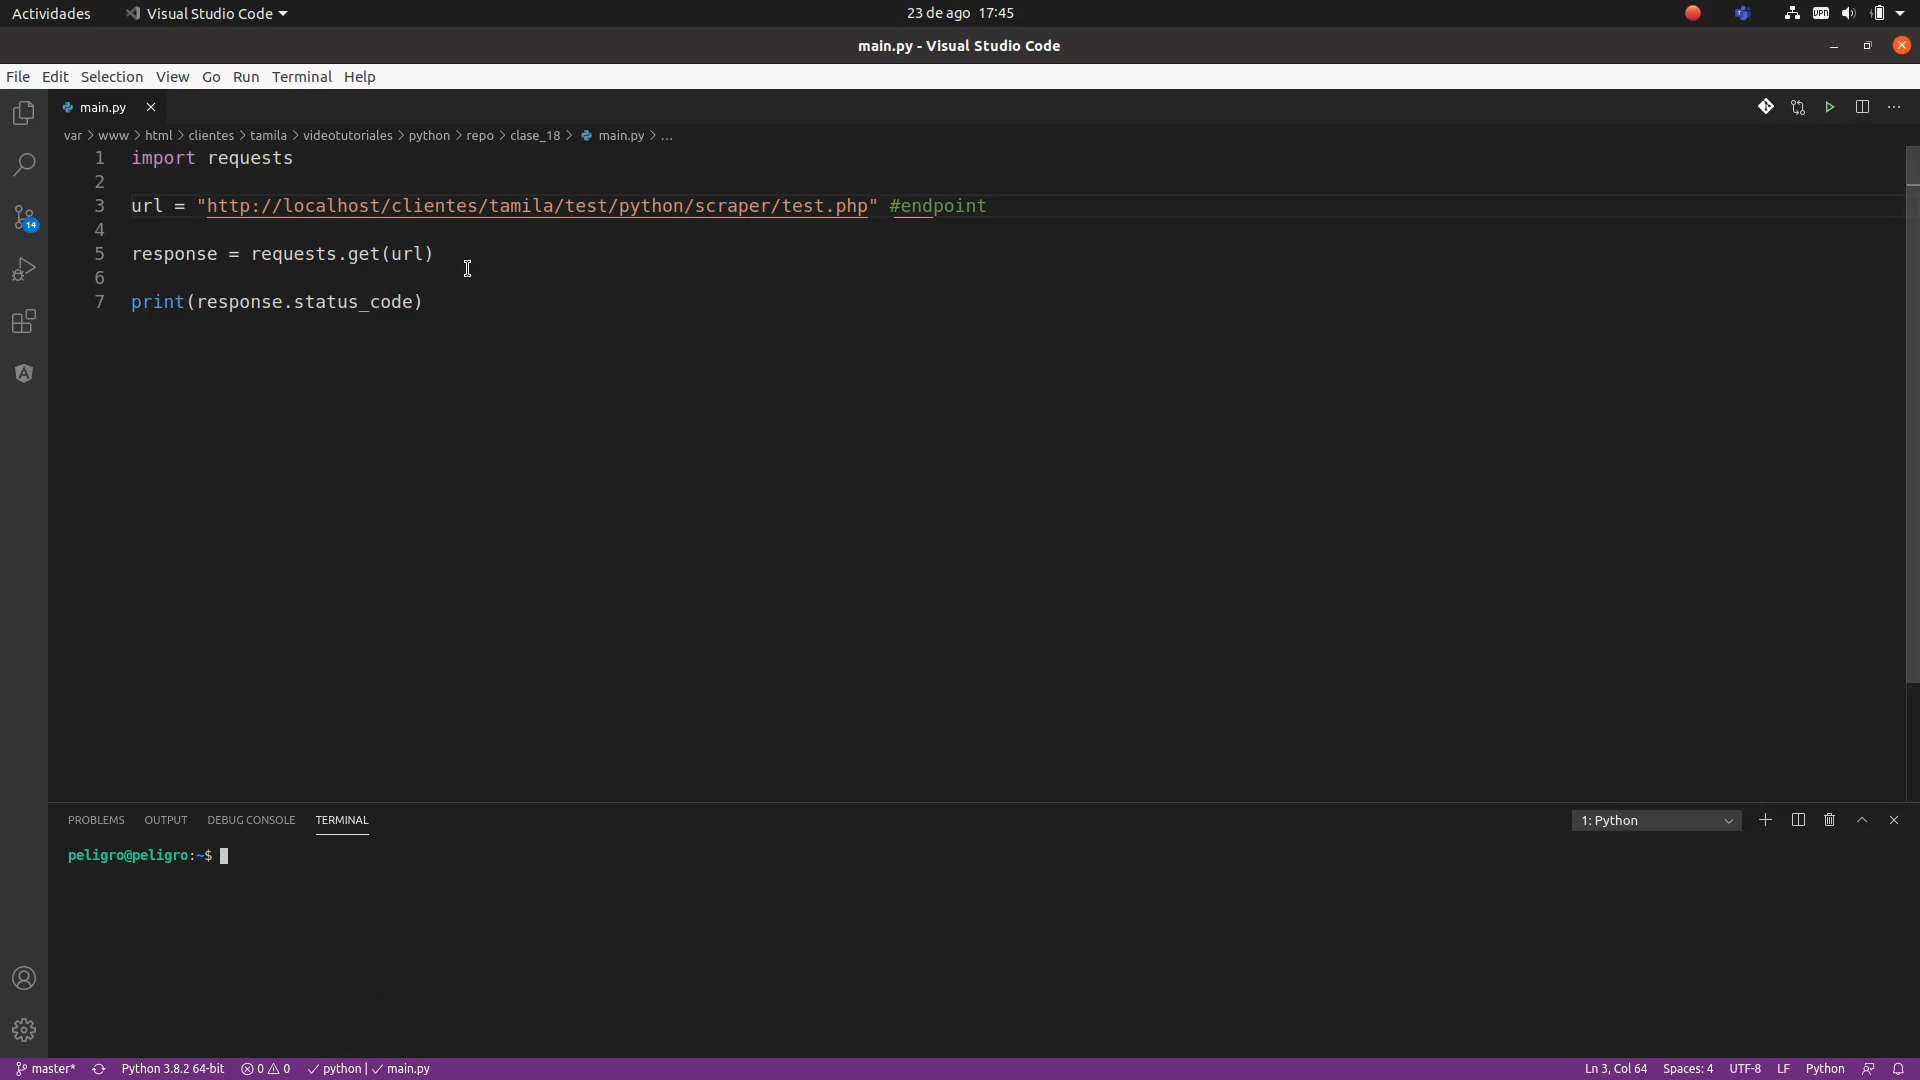 Actividades Visual Studio Code 23 de ago 17:45 VPN
main.py - Visual Studio Code
File Edit Selection View Go Run Terminal Help
main.py
var > www > html > clientes > tamila > videotutoriales > python > repo > clase_18 > main.py > ...
1 import requests
2
3 url = "http://localhost/clientes/tamila/test/python/scraper/test.php" #endpoint
4
5 response = requests.get(url)
6
7 print(response.status_code)
14
PROBLEMS OUTPUT DEBUG CONSOLE TERMINAL 1: Python
peligro@peligro:~$
master* Python 3.8.2 64-bit 0 0 python | main.py Ln 3, Col 64 Spaces: 4 UTF-8 LF Python